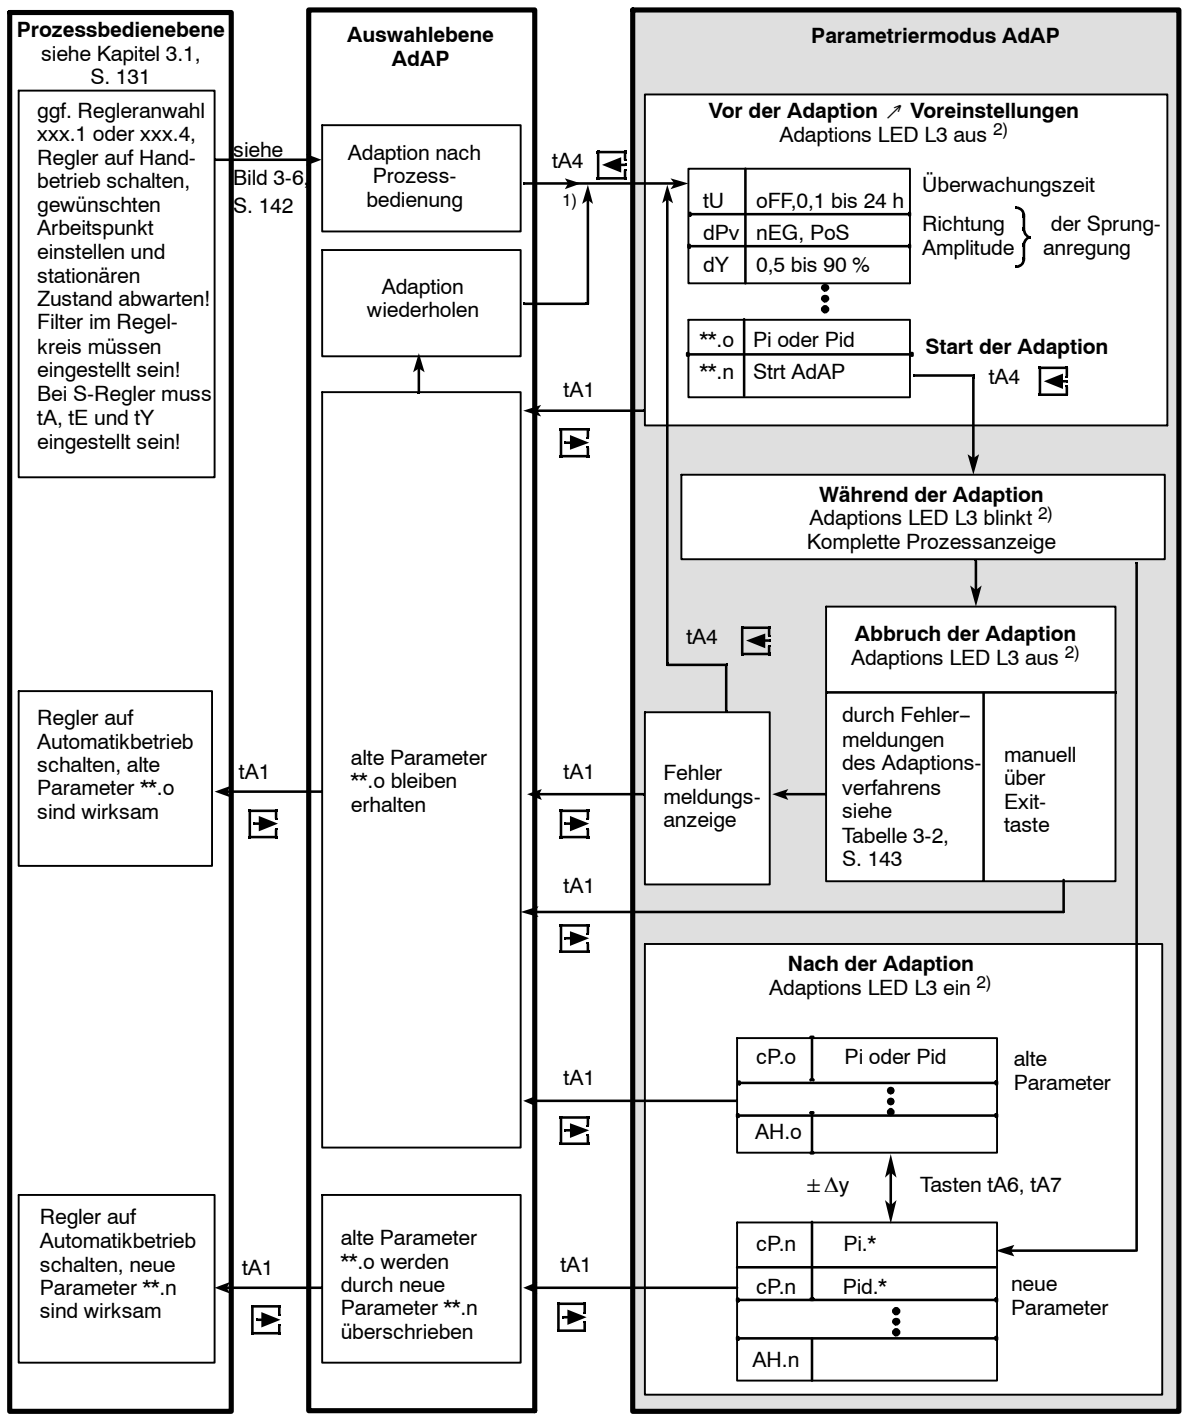 Prozessbedienebene
siehe Kapitel 3.1,
S. 131
ggf. Regleranwahl
xxx.1 oder xxx.4,
Regler auf Hand-
betrieb schalten,
gewünschten
Arbeitspunkt
einstellen und
stationären
Zustand abwarten!
Filter im Regel-
kreis müssen
eingestellt sein!
Bei S-Regler muss
tA, tE und tY
eingestellt sein!
siehe
Bild 3-6,
S. 142
Regler auf
Automatikbetrieb
schalten, alte
Parameter **.o
sind wirksam
tA1
Regler auf
Automatikbetrieb
schalten, neue
Parameter **.n
sind wirksam
tA1
Auswahlebene
AdAP
Adaption nach
Prozess-
bedienung
Adaption
wiederholen
alte Parameter
**.o bleiben
erhalten
alte Parameter
**.o werden
durch neue
Parameter **.n
überschrieben
tA4
1)
tA1
tA1
tA1
tA1
tA1
Parametriermodus AdAP
Vor der Adaption ↗ Voreinstellungen
Adaptions LED L3 aus 2)
tU oFF,0,1 bis 24 h
Überwachungszeit
dPv nEG, PoS
Richtung
dY 0,5 bis 90 %
Amplitude
der Sprung-
anregung
**.o Pi oder Pid
**.n Strt AdAP
Start der Adaption
tA4
Während der Adaption
Adaptions LED L3 blinkt 2)
Komplette Prozessanzeige
Abbruch der Adaption
Adaptions LED L3 aus 2)
durch Fehler–
meldungen
des Adaptions-
verfahrens
siehe
Tabelle 3-2,
S. 143
manuell
über
Exit-
taste
tA4
Fehler
meldungs-
anzeige
Nach der Adaption
Adaptions LED L3 ein 2)
cP.o Pi oder Pid
AH.o
alte
Parameter
± Δy
Tasten tA6, tA7
cP.n Pi.*
cP.n Pid.*
AH.n
neue
Parameter